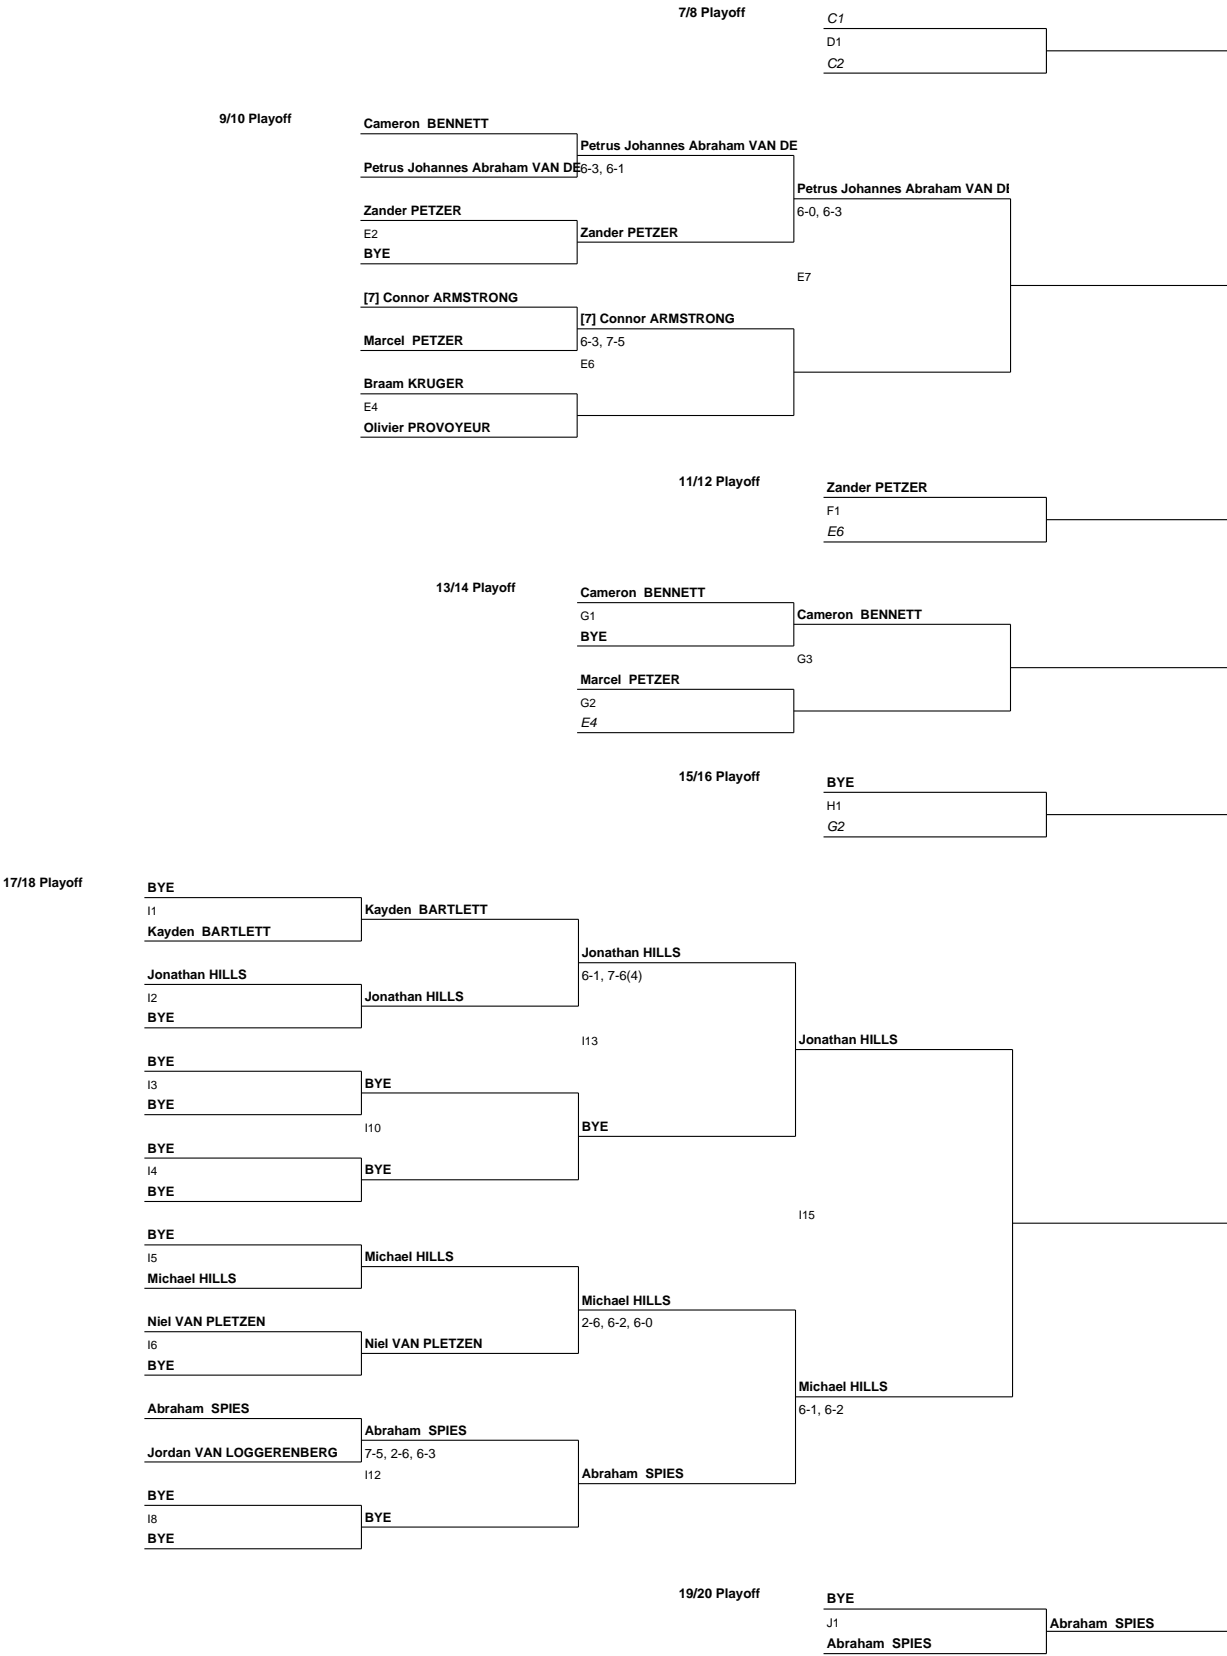 7/8 Playoff
C1
D1
C2
9/10 Playoff
Cameron BENNETT
Petrus Johannes Abraham VAN DE
Petrus Johannes Abraham VAN DE
6-3, 6-1
Petrus Johannes Abraham VAN DE
6-0, 6-3
Zander PETZER
E2
Zander PETZER
BYE
E7
[7] Connor ARMSTRONG
[7] Connor ARMSTRONG
Marcel PETZER
6-3, 7-5
E6
Braam KRUGER
E4
Olivier PROVOYEUR
11/12 Playoff
Zander PETZER
F1
E6
13/14 Playoff
Cameron BENNETT
G1
Cameron BENNETT
BYE
G3
Marcel PETZER
G2
E4
15/16 Playoff
BYE
H1
G2
17/18 Playoff
BYE
I1
Kayden BARTLETT
Kayden BARTLETT
Jonathan HILLS
6-1, 7-6(4)
Jonathan HILLS
I2
Jonathan HILLS
BYE
I13
Jonathan HILLS
BYE
I3
BYE
BYE
I10
BYE
BYE
I4
BYE
BYE
I15
BYE
I5
Michael HILLS
Michael HILLS
Michael HILLS
2-6, 6-2, 6-0
Niel VAN PLETZEN
I6
Niel VAN PLETZEN
BYE
Michael HILLS
6-1, 6-2
Abraham SPIES
Abraham SPIES
Jordan VAN LOGGERENBERG
7-5, 2-6, 6-3
I12
Abraham SPIES
BYE
I8
BYE
BYE
19/20 Playoff
BYE
J1
Abraham SPIES
Abraham SPIES